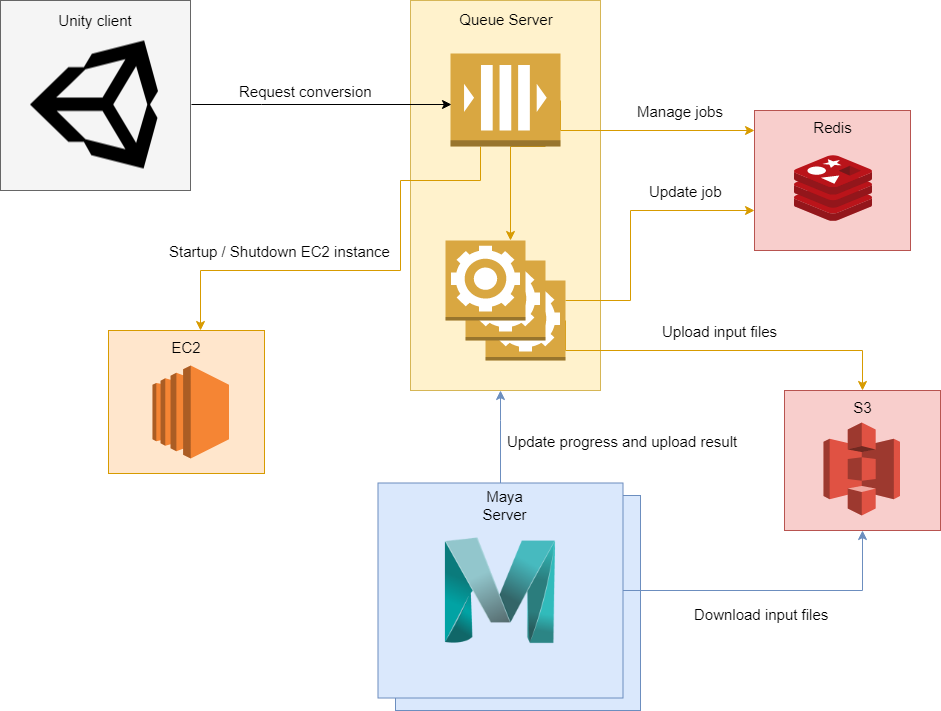 Unity client
Queue Server
Request conversion
Manage jobs
Redis
Update job
Startup / Shutdown EC2 instance
Upload input files
EC2
S3
Update progress and upload result
Maya
Server
Download input files